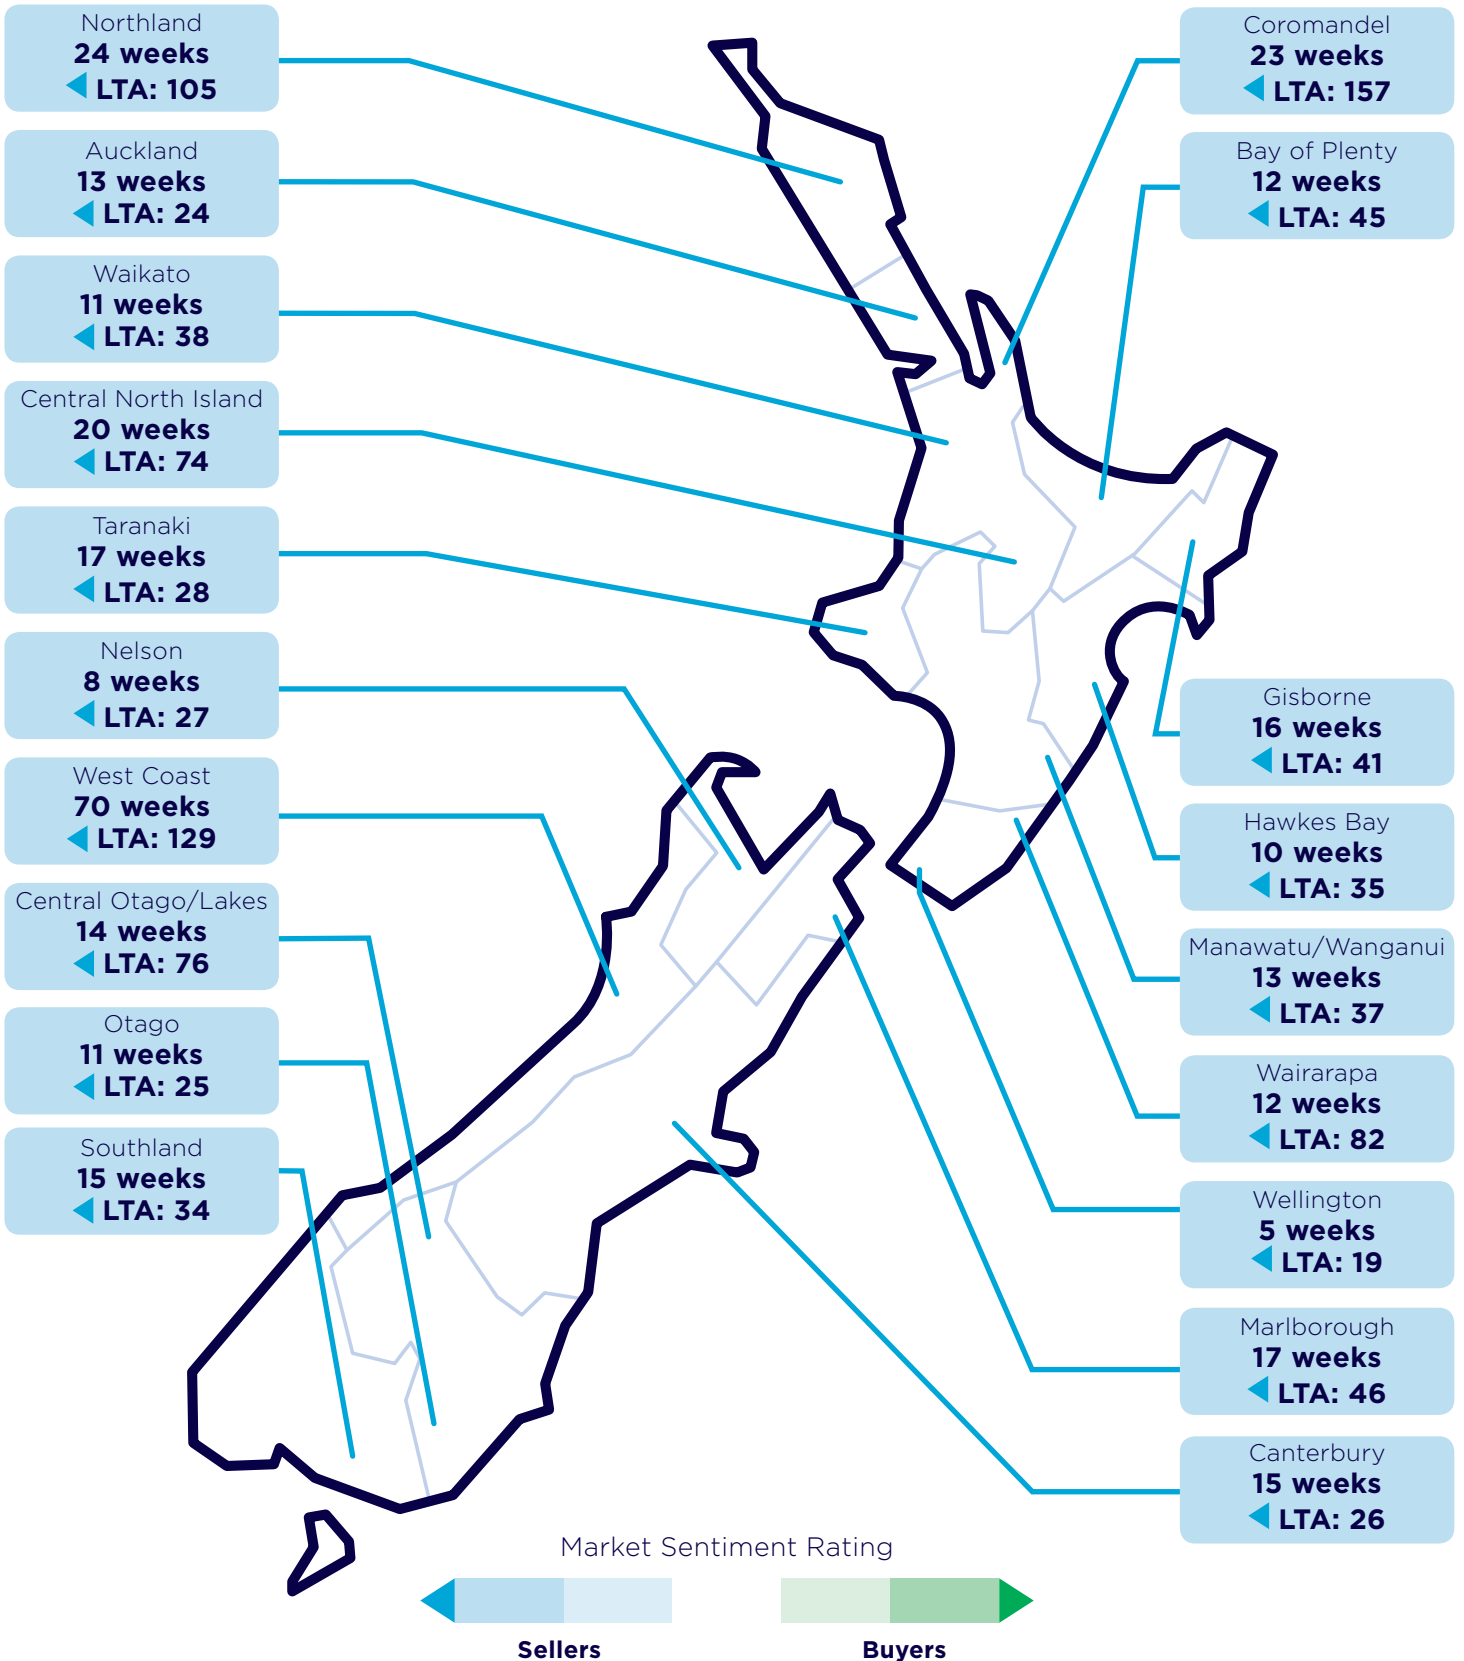 Northland
24 weeks
LTA: 105
Auckland
13 weeks
LTA: 24
Waikato
11 weeks
LTA: 38
Central North Island
20 weeks
LTA: 74
Taranaki
17 weeks
LTA: 28
Nelson
8 weeks
LTA: 27
West Coast
70 weeks
LTA: 129
Central Otago/Lakes
14 weeks
LTA: 76
Otago
11 weeks
LTA: 25
Southland
15 weeks
LTA: 34
Coromandel
23 weeks
LTA: 157
Bay of Plenty
12 weeks
LTA: 45
Gisborne
16 weeks
LTA: 41
Hawkes Bay
10 weeks
LTA: 35
Manawatu/Wanganui
13 weeks
LTA: 37
Wairarapa
12 weeks
LTA: 82
Wellington
5 weeks
LTA: 19
Marlborough
17 weeks
LTA: 46
Canterbury
15 weeks
LTA: 26
Market Sentiment Rating
Sellers
Buyers